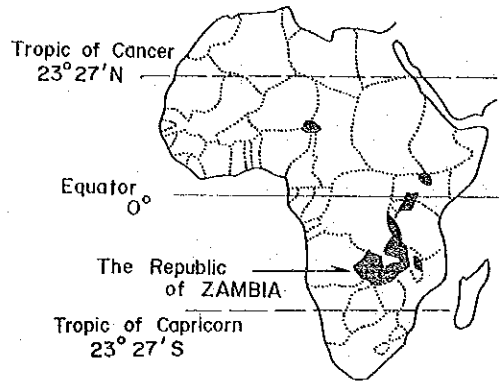 Tropic of Cancer
23°27'N
Equator
0°
The Republic
of ZAMBIA
Tropic of Capricorn
23°27'S